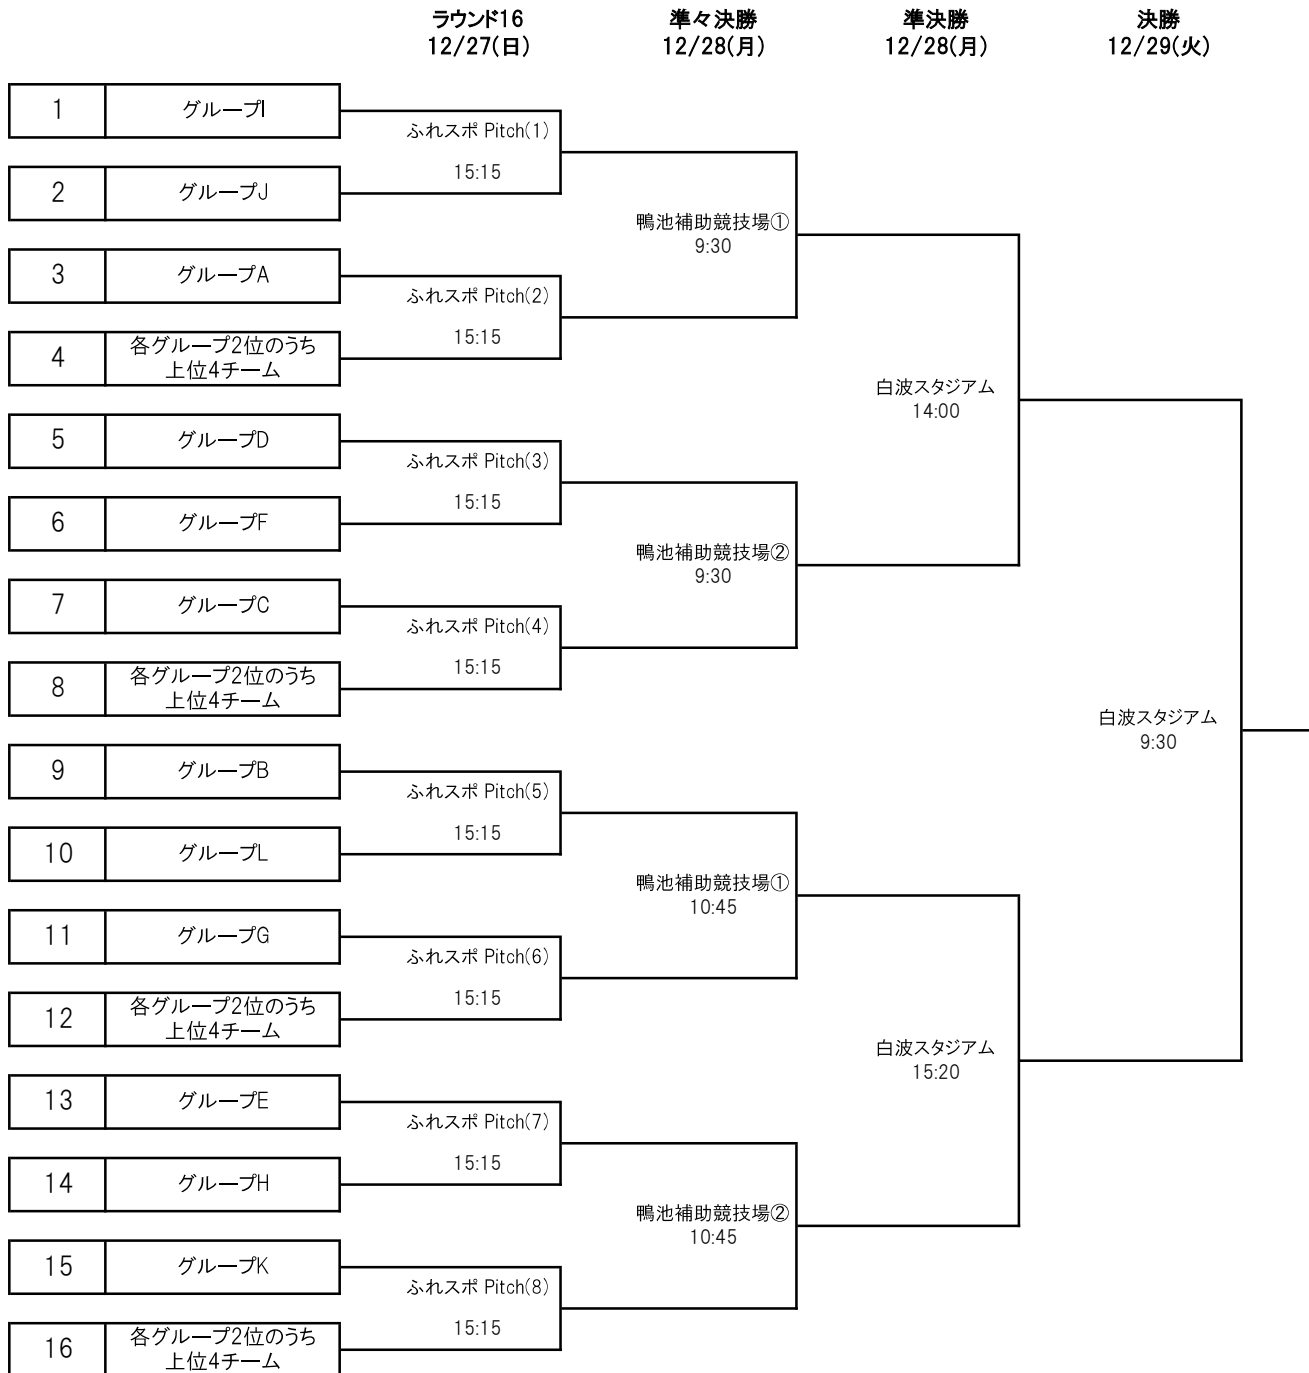 ラウンド16
12/27(日)
準々決勝
12/28(月)
準決勝
12/28(月)
決勝
12/29(火)
1
グループI
2
グループJ
ふれスポ Pitch(1)
15:15
3
グループA
4
各グループ2位のうち
上位4チーム
ふれスポ Pitch(2)
15:15
鴨池補助競技場①
9:30
5
グループD
6
グループF
ふれスポ Pitch(3)
15:15
7
グループC
8
各グループ2位のうち
上位4チーム
ふれスポ Pitch(4)
15:15
鴨池補助競技場②
9:30
白波スタジアム
14:00
9
グループB
10
グループL
ふれスポ Pitch(5)
15:15
11
グループG
12
各グループ2位のうち
上位4チーム
ふれスポ Pitch(6)
15:15
鴨池補助競技場①
10:45
13
グループE
14
グループH
ふれスポ Pitch(7)
15:15
15
グループK
16
各グループ2位のうち
上位4チーム
ふれスポ Pitch(8)
15:15
鴨池補助競技場②
10:45
白波スタジアム
15:20
白波スタジアム
9:30